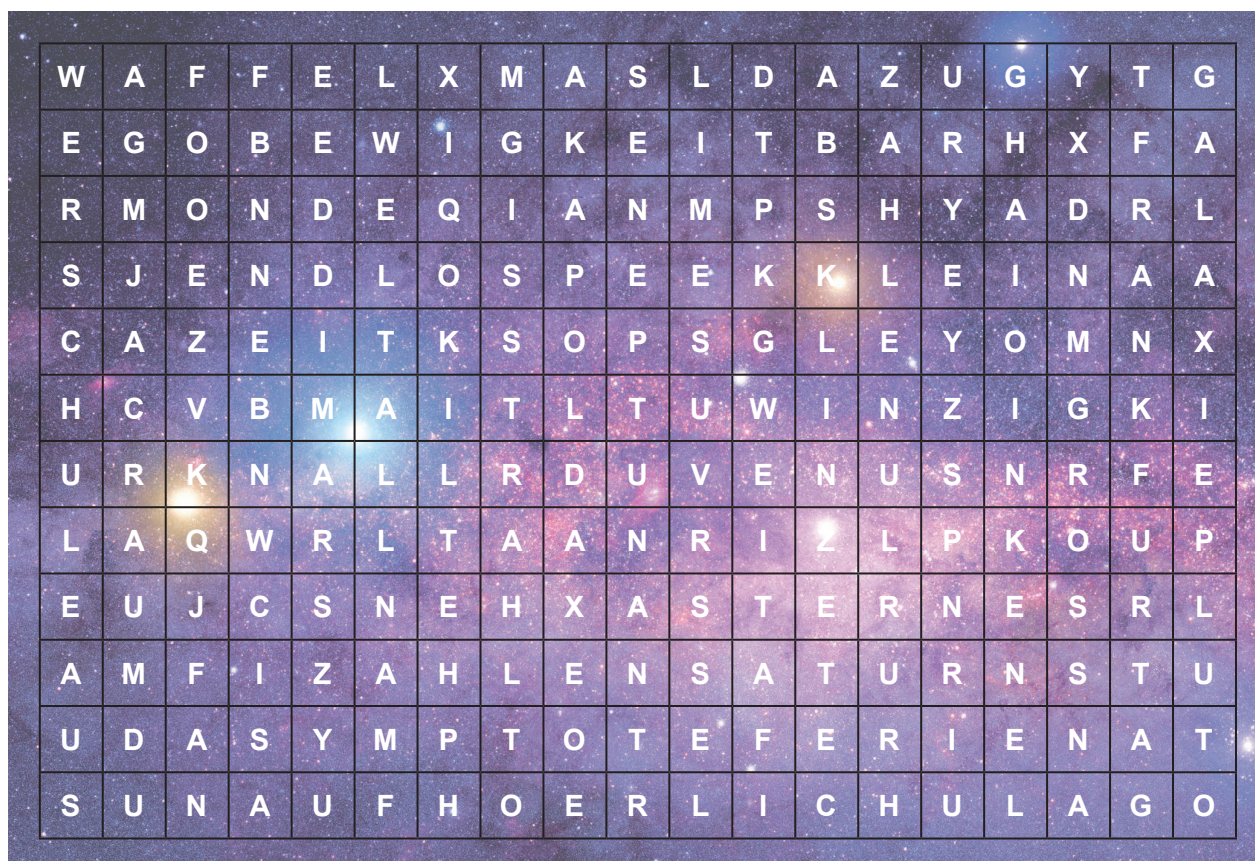 W A F F E L X M A S L D A Z U G Y T G
E G O B E W I G K E I T B A R H X F A
R M O N D E Q I A N M P S H Y A D R L
S J E N D L O S P E E K K L E I N A A
C A Z E I T K S O P S G L E Y O M N X
H C V B M A I T L T U W I N Z I G K I
U R K N A L L R D U V E N U S N R F E
L A Q W R L T A A N R I Z L P K O U P
E U J C S N E H X A S T E R N E S R L
A M F I Z A H L E N S A T U R N S T U
U D A S Y M P T O T E F E R I E N A T
S U N A U F H O E R L I C H U L A G O